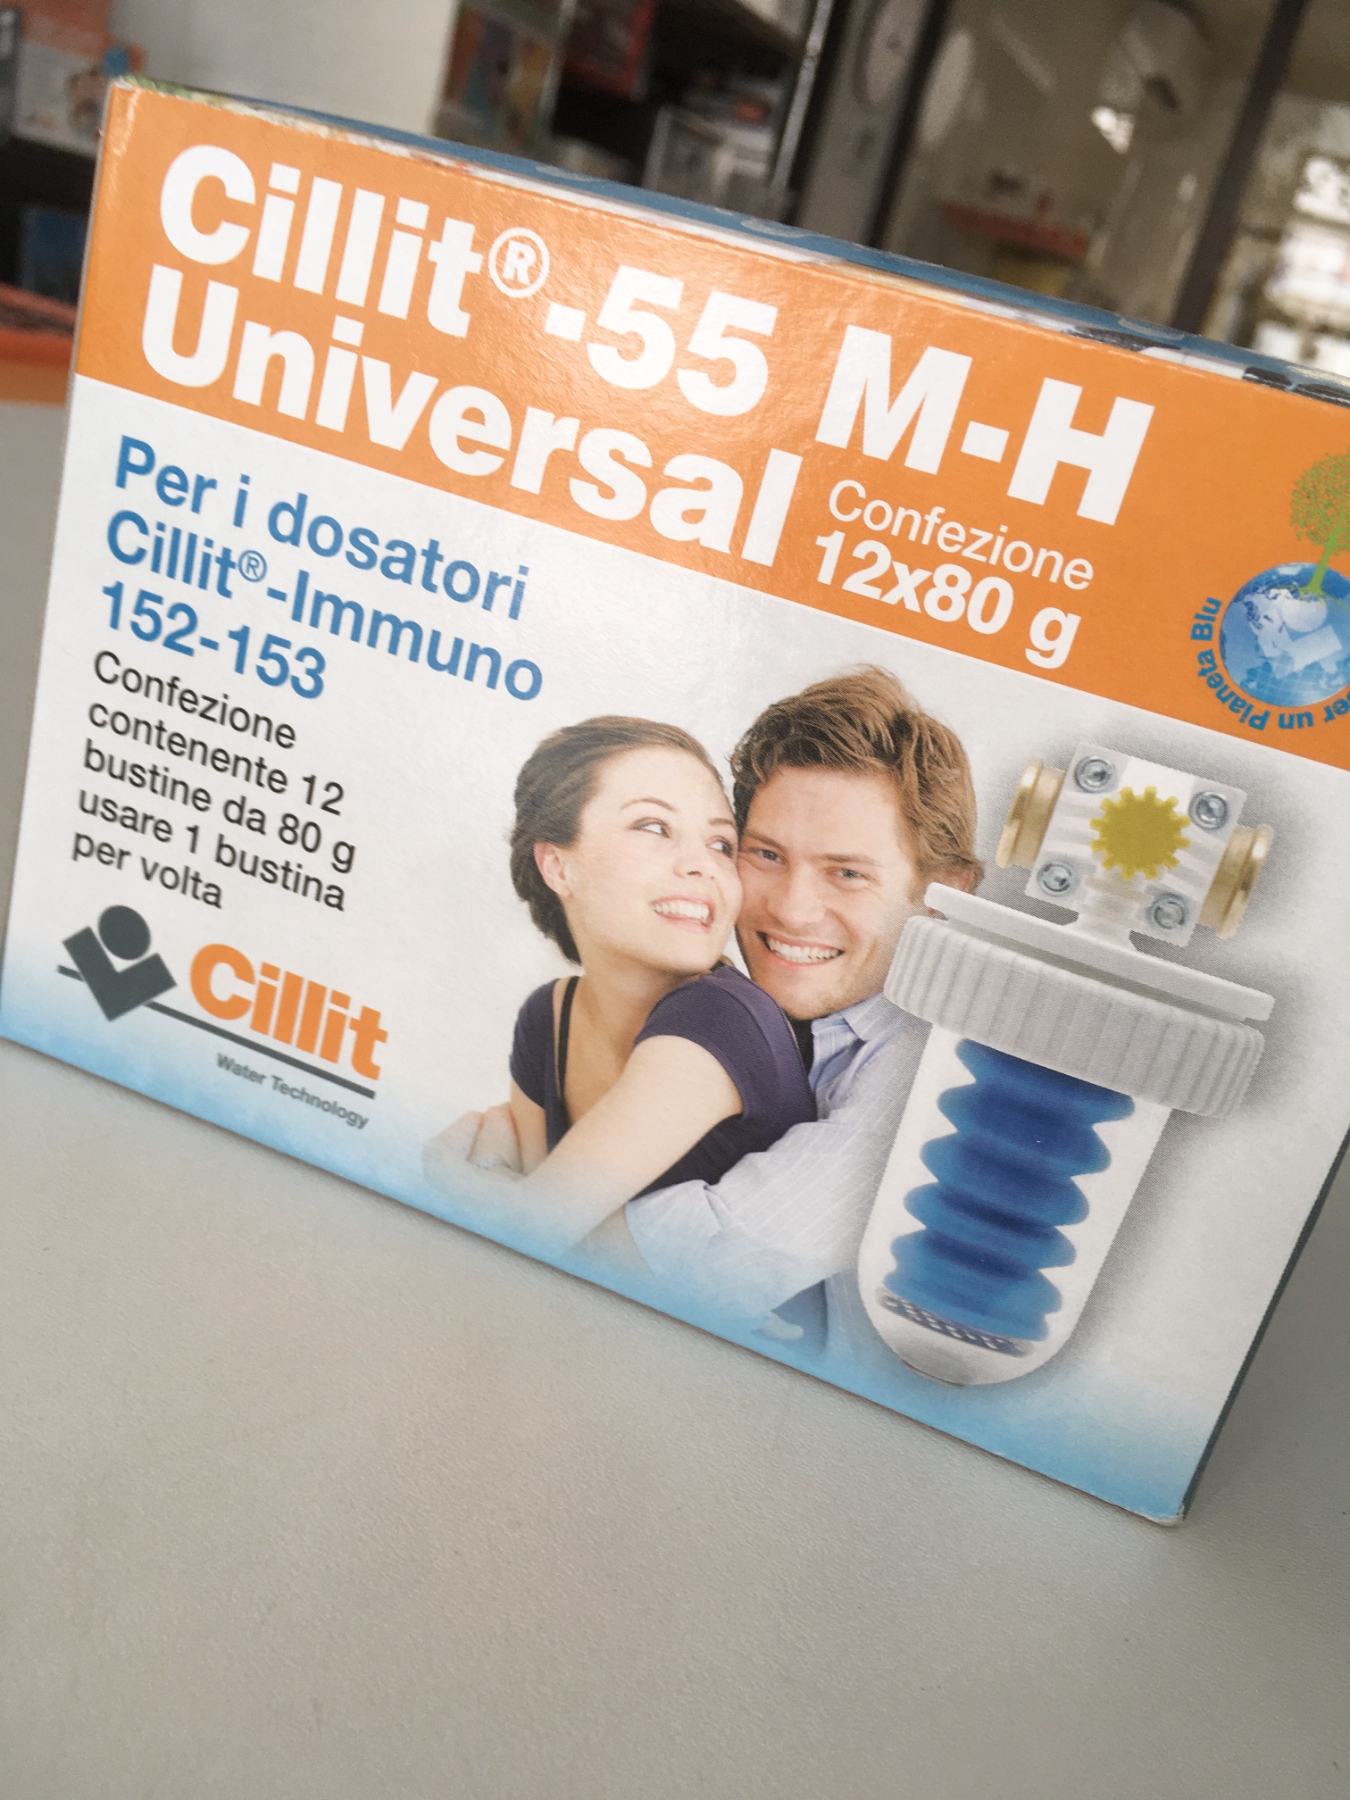 Cillit®-55 M-H
Universal
Confezione
12x80 g
Per i dosatori
Cillit®-Immuno
152-153
Confezione
contenente 12
bustine da 80 g
usare 1 bustina
per volta
Cillit
Water Technology
er un Pianeta Blu